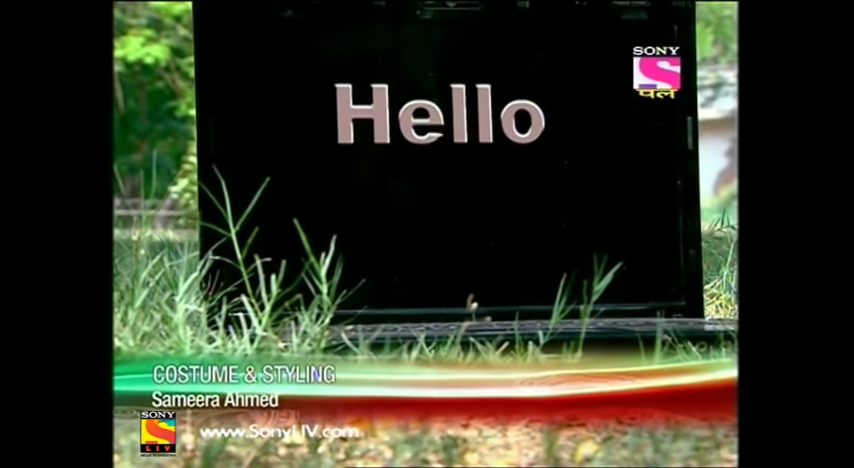 SONY
पल
Hello
COSTUME & STYLING
Sameera Ahmed
SONY
LIV
www.SonyLIV.com